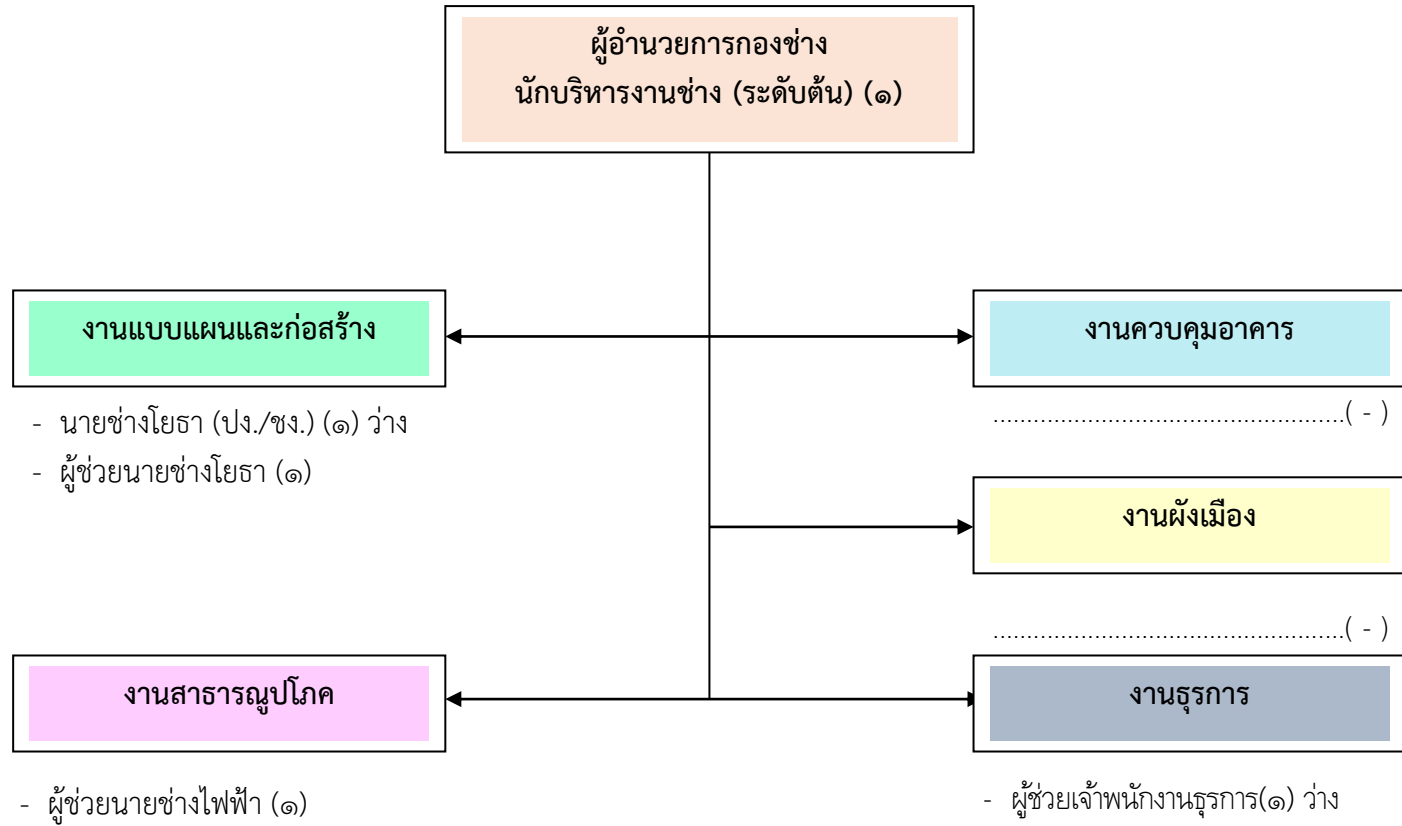 ผู้อำนวยการกองช่าง
นักบริหารงานช่าง (ระดับต้น) (๑)
งานแบบแผนและก่อสร้าง
- นายช่างโยธา (ปง./ชง.) (๑) ว่าง
- ผู้ช่วยนายช่างโยธา (๑)
งานควบคุมอาคาร
....................................................( - )
งานผังเมือง
....................................................( - )
งานสาธารณูปโภค
- ผู้ช่วยนายช่างไฟฟ้า (๑)
งานธุรการ
- ผู้ช่วยเจ้าพนักงานธุรการ(๑) ว่าง